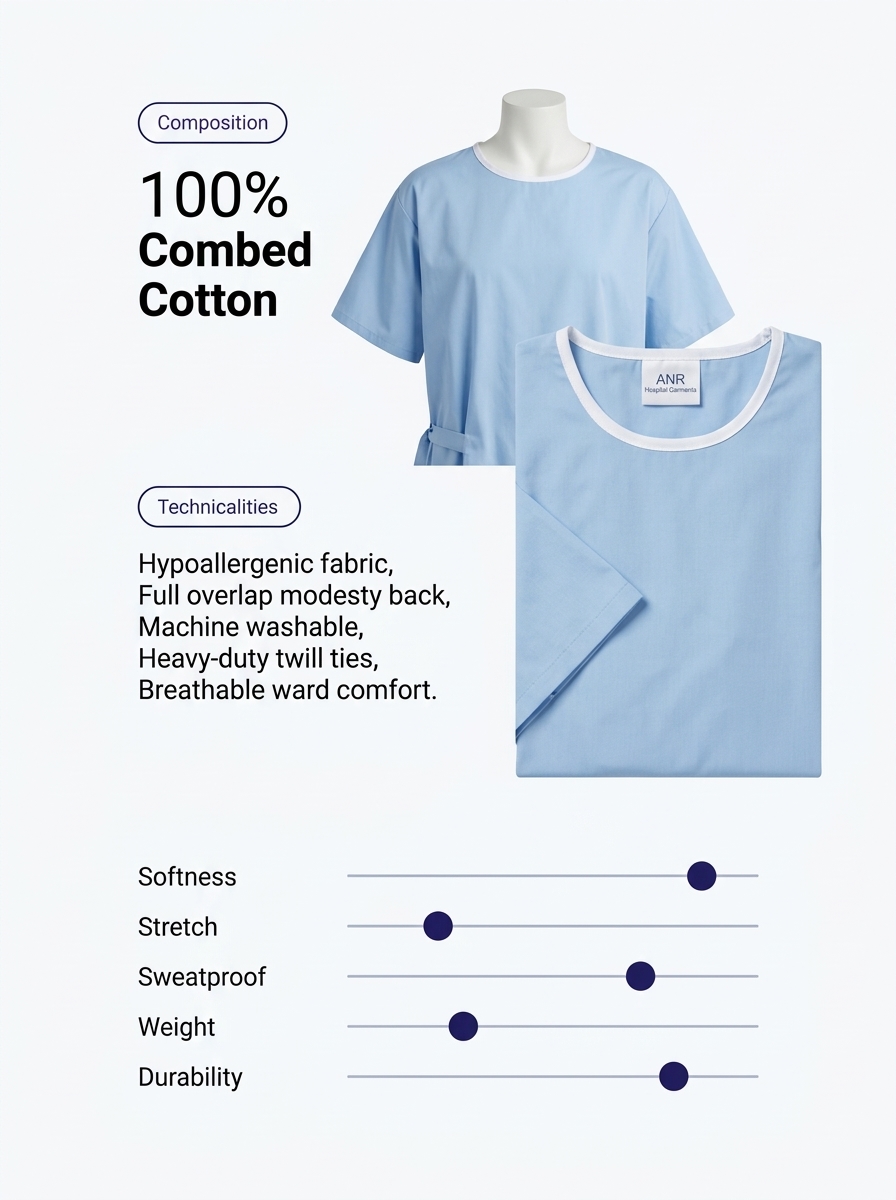 Composition
100%
Combed
Cotton
ANR
Hospital Garments
Technicalities
Hypoallergenic fabric,
Full overlap modesty back,
Machine washable,
Heavy-duty twill ties,
Breathable ward comfort.
Softness
Stretch
Sweatproof
Weight
Durability